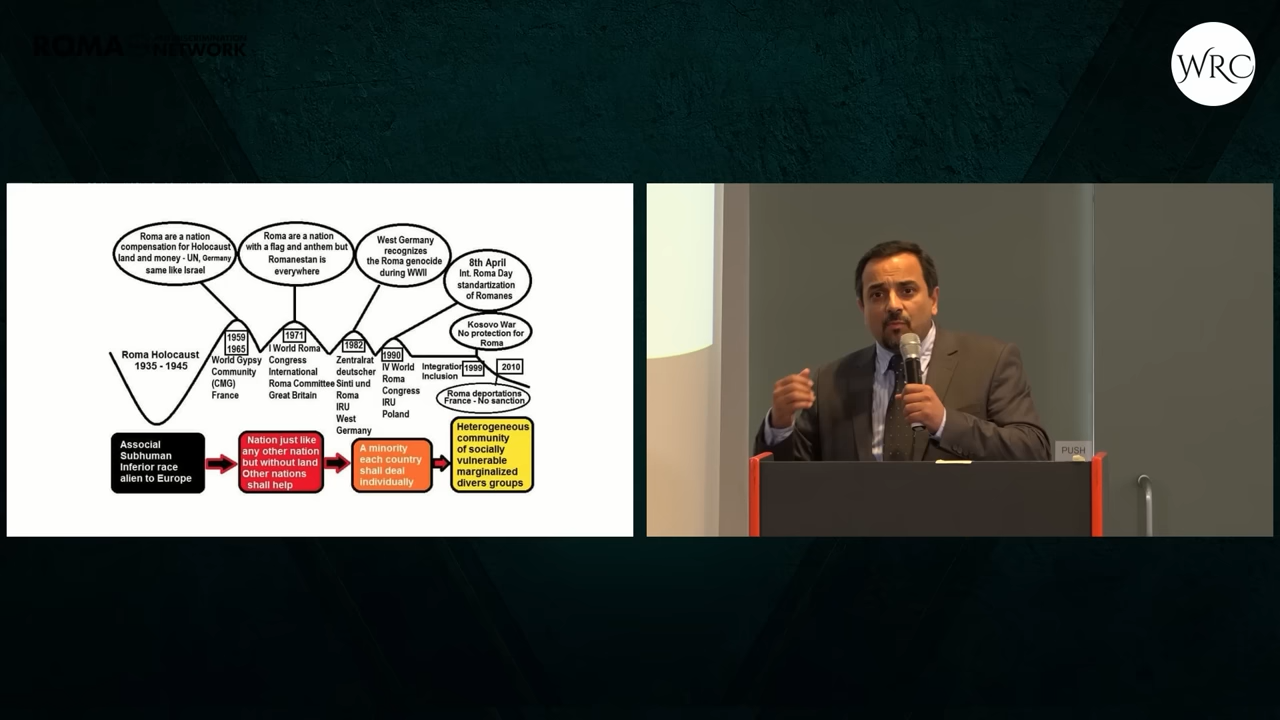 ROMA
NETWORK
WRC
Roma are a nation
compensation for Holocaust
land and money - UN, Germany
same like Israel
Roma are a nation
with a flag and anthem but
Romanestan is
everywhere
West Germany
recognizes
the Roma genocide
during WWII
8th April
Int. Roma Day
standartization
of Romanes
Kosovo War
No protection for
Roma
Roma Holocaust
1935 - 1945
1959
1965
World Gypsy
Community
(CMG)
France
1971
I World Roma
Congress
International
Roma Committee
Great Britain
1982
Zentralrat
deutscher
Sinti und
Roma
IRU
West
Germany
1990
IV World
Roma
Congress
IRU
Poland
Integration
Inclusion
1999
2010
Roma deportations
France - No sanction
Associal
Subhuman
Inferior race
alien to Europe
Nation just like
any other nation
but without land
Other nations
shall help
A minority
each country
shall deal
individually
Heterogeneous
community
of socially
vulnerable
marginalized
divers groups
PUSH